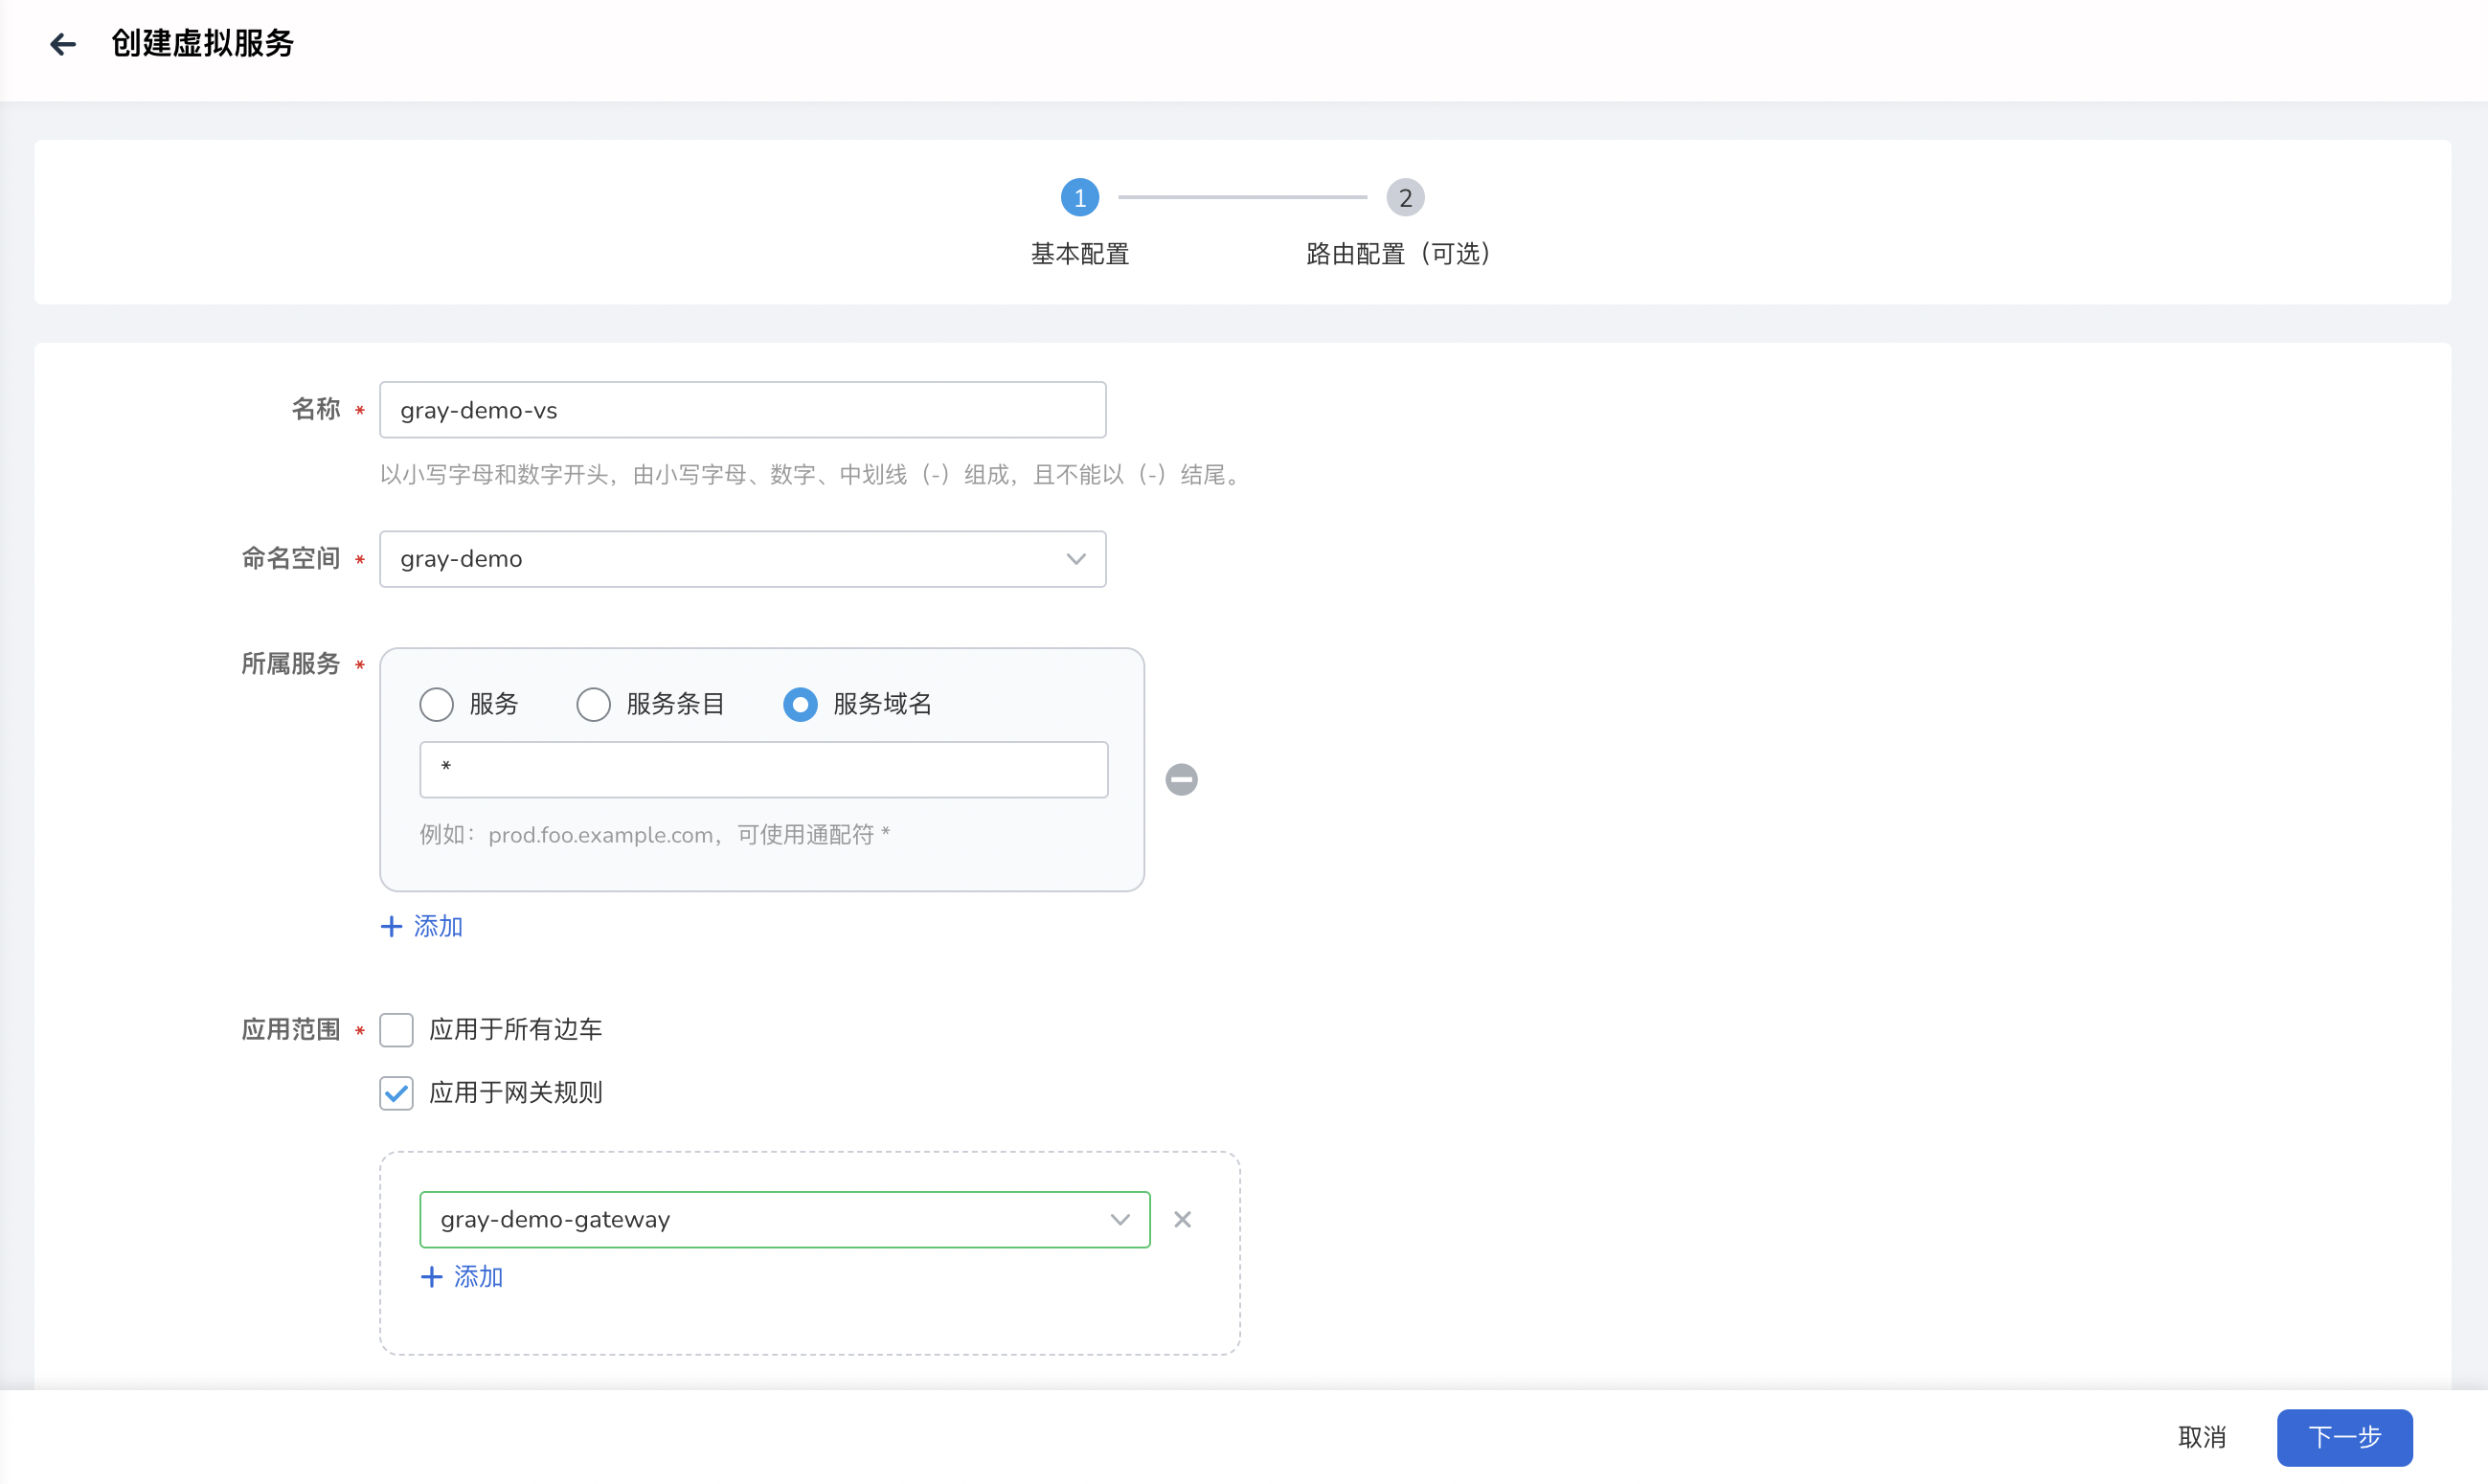 创建虚拟服务
1
2
基本配置
路由配置（可选）
名称 *
gray-demo-vs
以小写字母和数字开头，由小写字母、数字、中划线（-）组成，且不能以（-）结尾。
命名空间 *
gray-demo
所属服务 *
服务
服务条目
服务域名
*
例如：prod.foo.example.com，可使用通配符 *
+ 添加
应用范围 *
应用于所有边车
应用于网关规则
gray-demo-gateway
+ 添加
取消
下一步